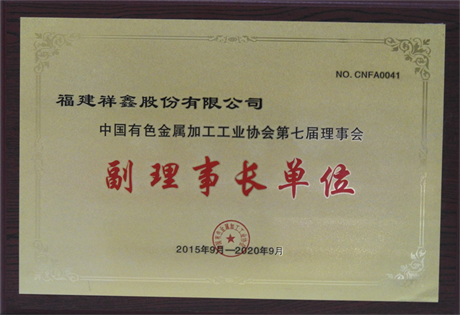 NO. CNFA0041
福建祥鑫股份有限公司
中国有色金属加工工业协会第七届理事会
副理事长单位
2015年9月—2020年9月